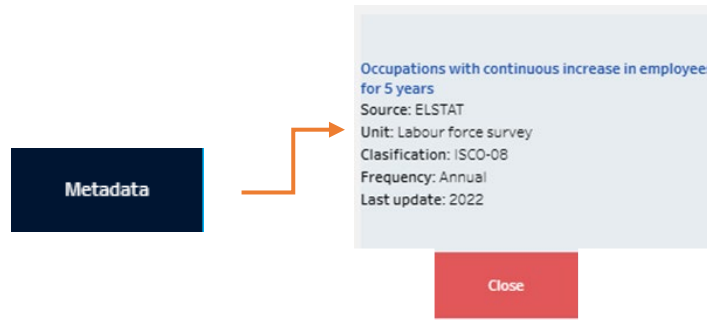 Occupations with continuous increase in employees
for 5 years
Source: ELSTAT
Unit: Labour force survey
Clasification: ISCO-08
Frequency: Annual
Last update: 2022
Metadata
Close